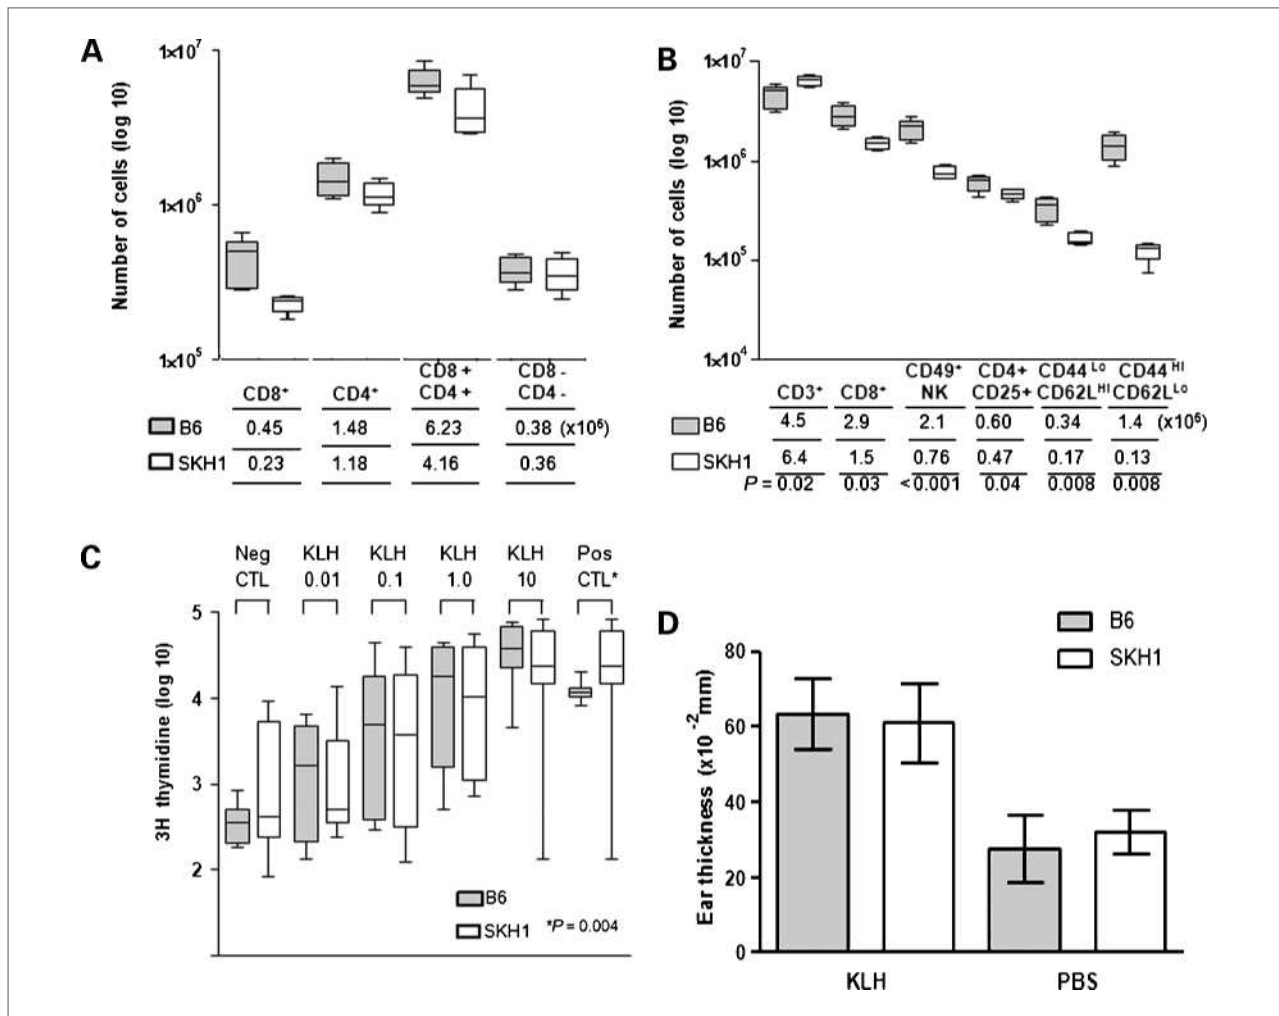 A
Number of cells (log 10)
1x10⁷
1x10⁶
1x10⁵
CD8⁺
CD4⁺
CD8 +
CD4 +
CD8 -
CD4 -
B6 0.45 1.48 6.23 0.38 (x10⁶)
SKH1 0.23 1.18 4.16 0.36
B
Number of cells (log 10)
1x10⁷
1x10⁶
1x10⁵
1x10⁴
CD3⁺
CD8⁺
CD49⁺
NK
CD4+
CD25+
CD44 ᴸᵒ
CD62Lᴴᴵ
CD44 ᴴᴵ
CD62Lᴸᵒ
B6 4.5 2.9 2.1 0.60 0.34 1.4 (x10⁶)
SKH1 6.4 1.5 0.76 0.47 0.17 0.13
P = 0.02 0.03 <0.001 0.04 0.008 0.008
C
Neg
CTL
KLH
0.01
KLH
0.1
KLH
1.0
KLH
10
Pos
CTL*
3H thymidine (log 10)
5
4
3
2
B6
SKH1
*P = 0.004
D
B6
SKH1
Ear thickness (x10 ⁻²mm)
80
60
40
20
0
KLH
PBS